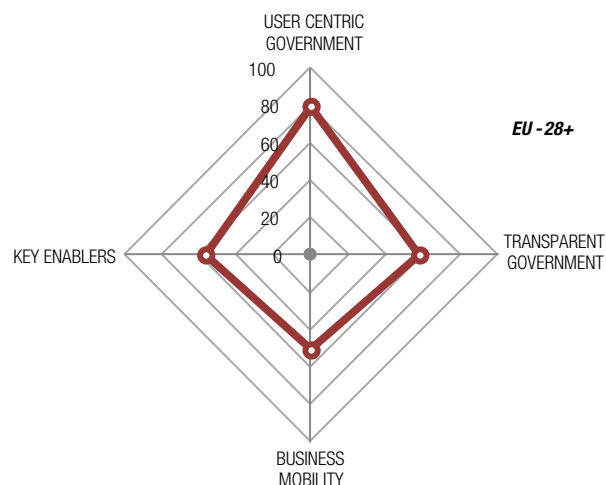 USER CENTRIC
GOVERNMENT
100
80
EU -28+
60
40
20
0
KEY ENABLERS
TRANSPARENT
GOVERNMENT
BUSINESS
MOBILITY